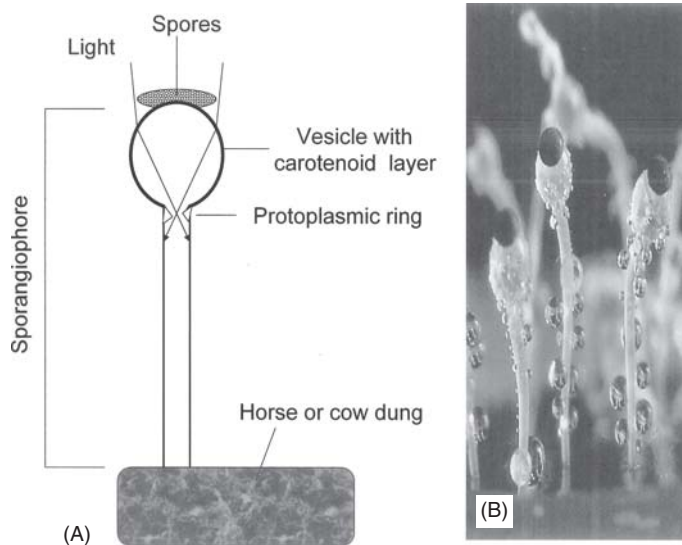 Spores
Light
Vesicle with
carotenoid layer
Protoplasmic ring
Sporangiophore
Horse or cow dung
(A)
(B)